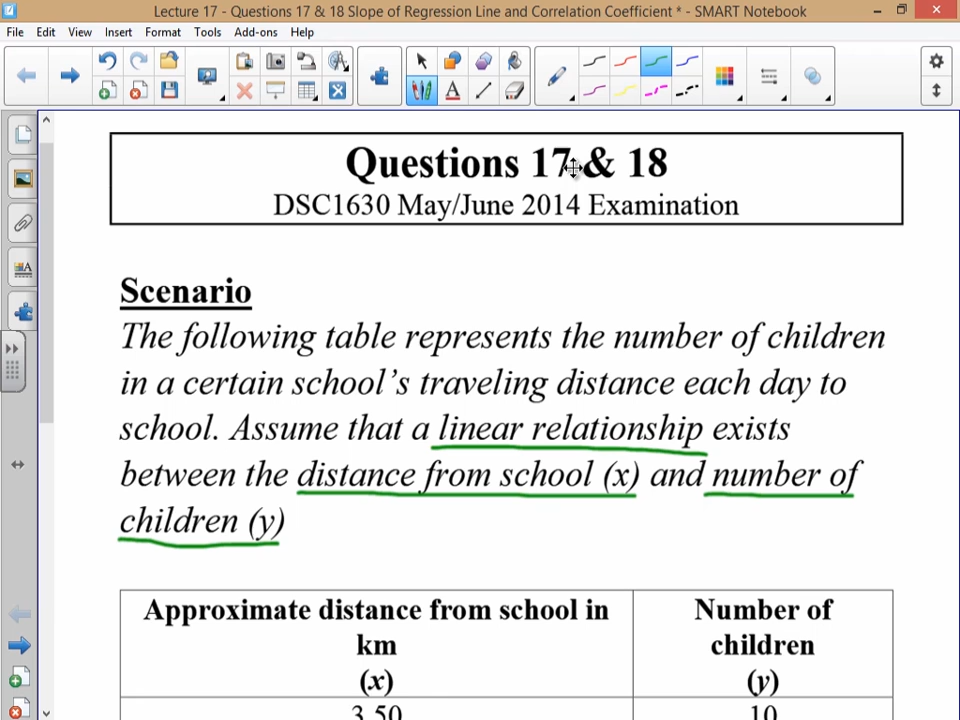 Lecture 17 - Questions 17 & 18 Slope of Regression Line and Correlation Coefficient * - SMART Notebook
File Edit View Insert Format Tools Add-ons Help
Questions 17 & 18
DSC1630 May/June 2014 Examination
Scenario
The following table represents the number of children
in a certain school's traveling distance each day to
school. Assume that a linear relationship exists
between the distance from school (x) and number of
children (y)
Approximate distance from school in
km
(x)
Number of
children
(y)
3.50
10